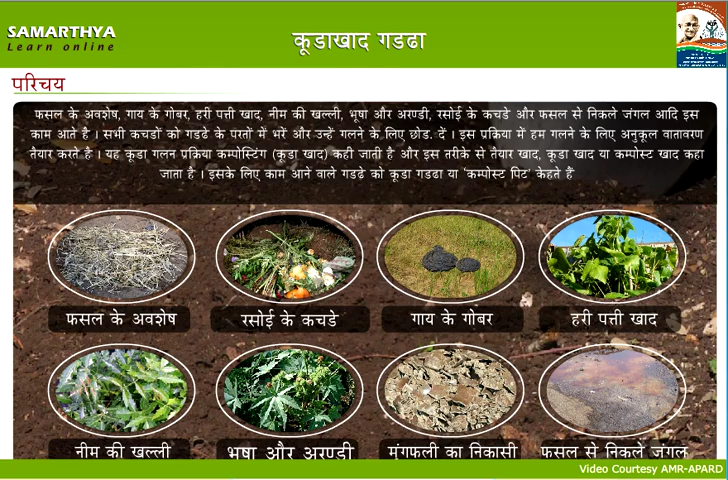 SAMARTHYA
Learn online
कूडाखाद गडढा
परिचय
फसल के अवशेष, गाय के गोबर, हरी पत्ती खाद, नीम की खल्ली, भूषा और अरण्डी, रसोई के कचडे और फसल से निकले जंगल आदि इस
काम आते है । सभी कचडों को गडढे के परतों में भरें और उन्हें गलने के लिए छोड. दें । इस प्रक्रिया में हम गलने के लिए अनुकूल वातावरण
तैयार करते है । यह कूडा गलन प्रक्रिया कम्पोस्टिंग (कूडा खाद) कही जाती है और इस तरीके से तैयार खाद, कूडा खाद या कम्पोस्ट खाद कहा
जाता है । इसके लिए काम आने वाले गडढे को कूडा गडढा या 'कम्पोस्ट पिट' केहते हैं
फसल के अवशेष
रसोई के कचडे
गाय के गोबर
हरी पत्ती खाद
नीम की खल्ली
भूषा और अरण्डी
मूंगफली का निकासी
फसल से निकले जंगल
Video Courtesy AMR-APARD